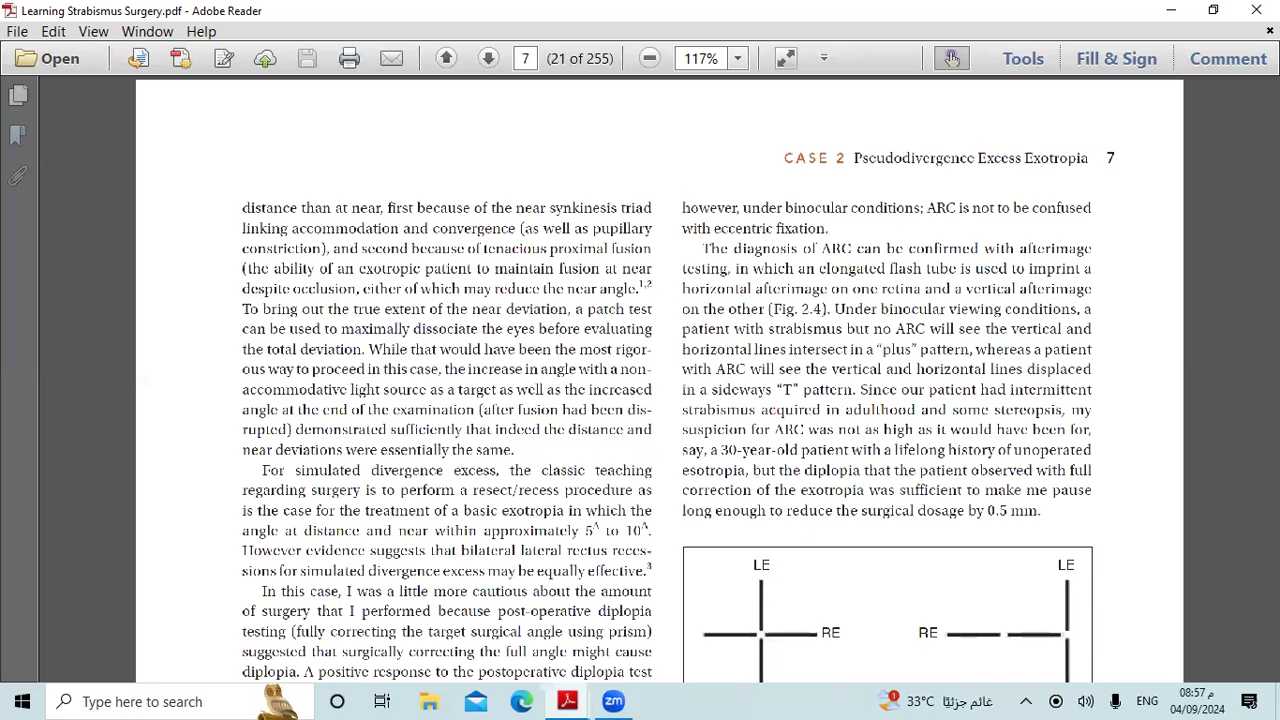 Learning Strabismus Surgery.pdf - Adobe Reader
File Edit View Window Help
Open 7 (21 of 255) 117% Tools Fill & Sign Comment
CASE 2 Pseudodivergence Excess Exotropia 7
distance than at near, first because of the near synkinesis triad
linking accommodation and convergence (as well as pupillary
constriction), and second because of tenacious proximal fusion
(the ability of an exotropic patient to maintain fusion at near
despite occlusion, either of which may reduce the near angle.1,2
To bring out the true extent of the near deviation, a patch test
can be used to maximally dissociate the eyes before evaluating
the total deviation. While that would have been the most rigor-
ous way to proceed in this case, the increase in angle with a non-
accommodative light source as a target as well as the increased
angle at the end of the examination (after fusion had been dis-
rupted) demonstrated sufficiently that indeed the distance and
near deviations were essentially the same.
For simulated divergence excess, the classic teaching
regarding surgery is to perform a resect/recess procedure as
is the case for the treatment of a basic exotropia in which the
angle at distance and near within approximately 5Δ to 10Δ.
However evidence suggests that bilateral lateral rectus reces-
sions for simulated divergence excess may be equally effective.3
In this case, I was a little more cautious about the amount
of surgery that I performed because post-operative diplopia
testing (fully correcting the target surgical angle using prism)
suggested that surgically correcting the full angle might cause
diplopia. A positive response to the postoperative diplopia test
however, under binocular conditions; ARC is not to be confused
with eccentric fixation.
The diagnosis of ARC can be confirmed with afterimage
testing, in which an elongated flash tube is used to imprint a
horizontal afterimage on one retina and a vertical afterimage
on the other (Fig. 2.4). Under binocular viewing conditions, a
patient with strabismus but no ARC will see the vertical and
horizontal lines intersect in a “plus” pattern, whereas a patient
with ARC will see the vertical and horizontal lines displaced
in a sideways “T” pattern. Since our patient had intermittent
strabismus acquired in adulthood and some stereopsis, my
suspicion for ARC was not as high as it would have been for,
say, a 30-year-old patient with a lifelong history of unoperated
esotropia, but the diplopia that the patient observed with full
correction of the exotropia was sufficient to make me pause
long enough to reduce the surgical dosage by 0.5 mm.
LE LE
RE RE
Type here to search 1 33°C غائم جزئيًا ENG 08:57 م
04/09/2024